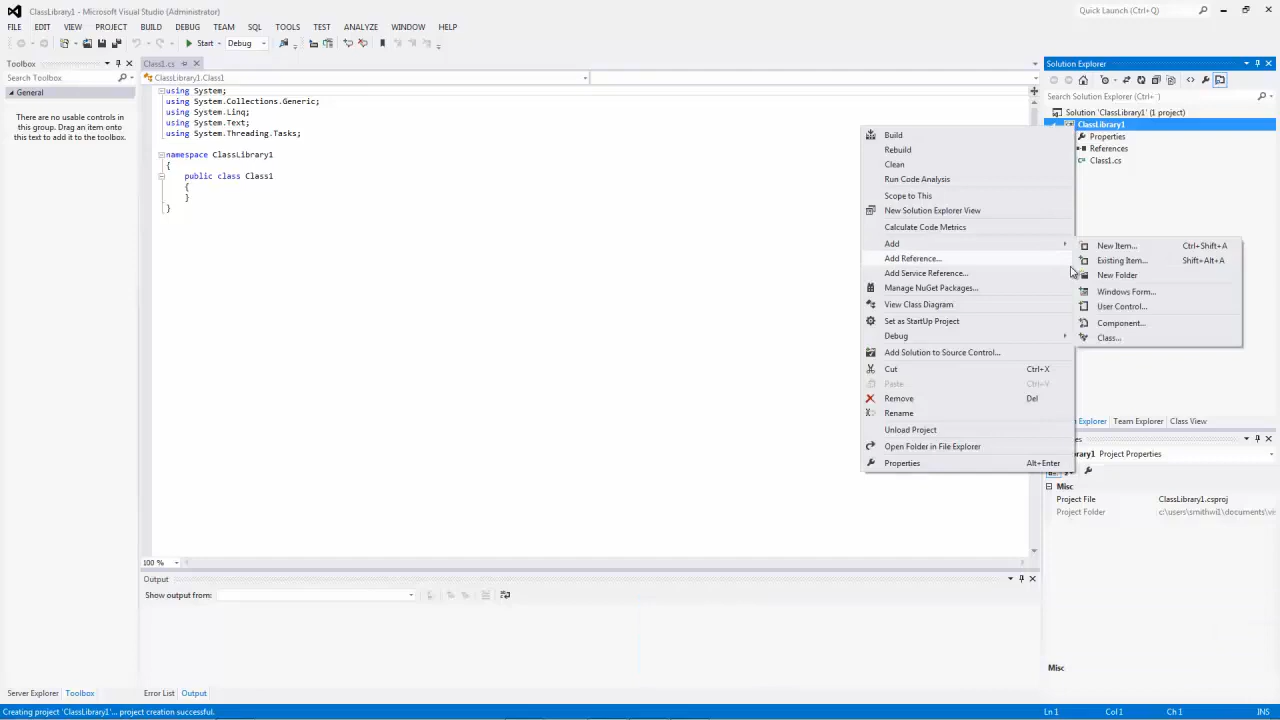 ClassLibrary1 - Microsoft Visual Studio (Administrator)
Quick Launch (Ctrl+Q)
FILE EDIT VIEW PROJECT BUILD DEBUG TEAM SQL TOOLS TEST ANALYZE WINDOW HELP
Start Debug
Toolbox
Search Toolbox
General
There are no usable controls in
this group. Drag an item onto
this text to add it to the toolbox.
Class1.cs
ClassLibrary1.Class1
using System;
using System.Collections.Generic;
using System.Linq;
using System.Text;
using System.Threading.Tasks;
namespace ClassLibrary1
{
public class Class1
{
}
}
100 %
Build
Rebuild
Clean
Run Code Analysis
Scope to This
New Solution Explorer View
Calculate Code Metrics
Add
Add Reference...
Add Service Reference...
Manage NuGet Packages...
View Class Diagram
Set as StartUp Project
Debug
Add Solution to Source Control...
Cut Ctrl+X
Paste Ctrl+V
Remove Del
Rename
Unload Project
Open Folder in File Explorer
Properties Alt+Enter
New Item... Ctrl+Shift+A
Existing Item... Shift+Alt+A
New Folder
Windows Form...
User Control...
Component...
Class...
Solution Explorer
Search Solution Explorer (Ctrl+;)
Solution 'ClassLibrary1' (1 project)
ClassLibrary1
Properties
References
Class1.cs
Explorer Team Explorer Class View
Project Properties
Misc
Project File ClassLibrary1.csproj
Project Folder c:\users\smithwi1\documents\vi
Misc
Output
Show output from:
Server Explorer Toolbox
Error List Output
Creating project 'ClassLibrary1'... project creation successful.
Ln 1 Col 1 Ch 1 INS